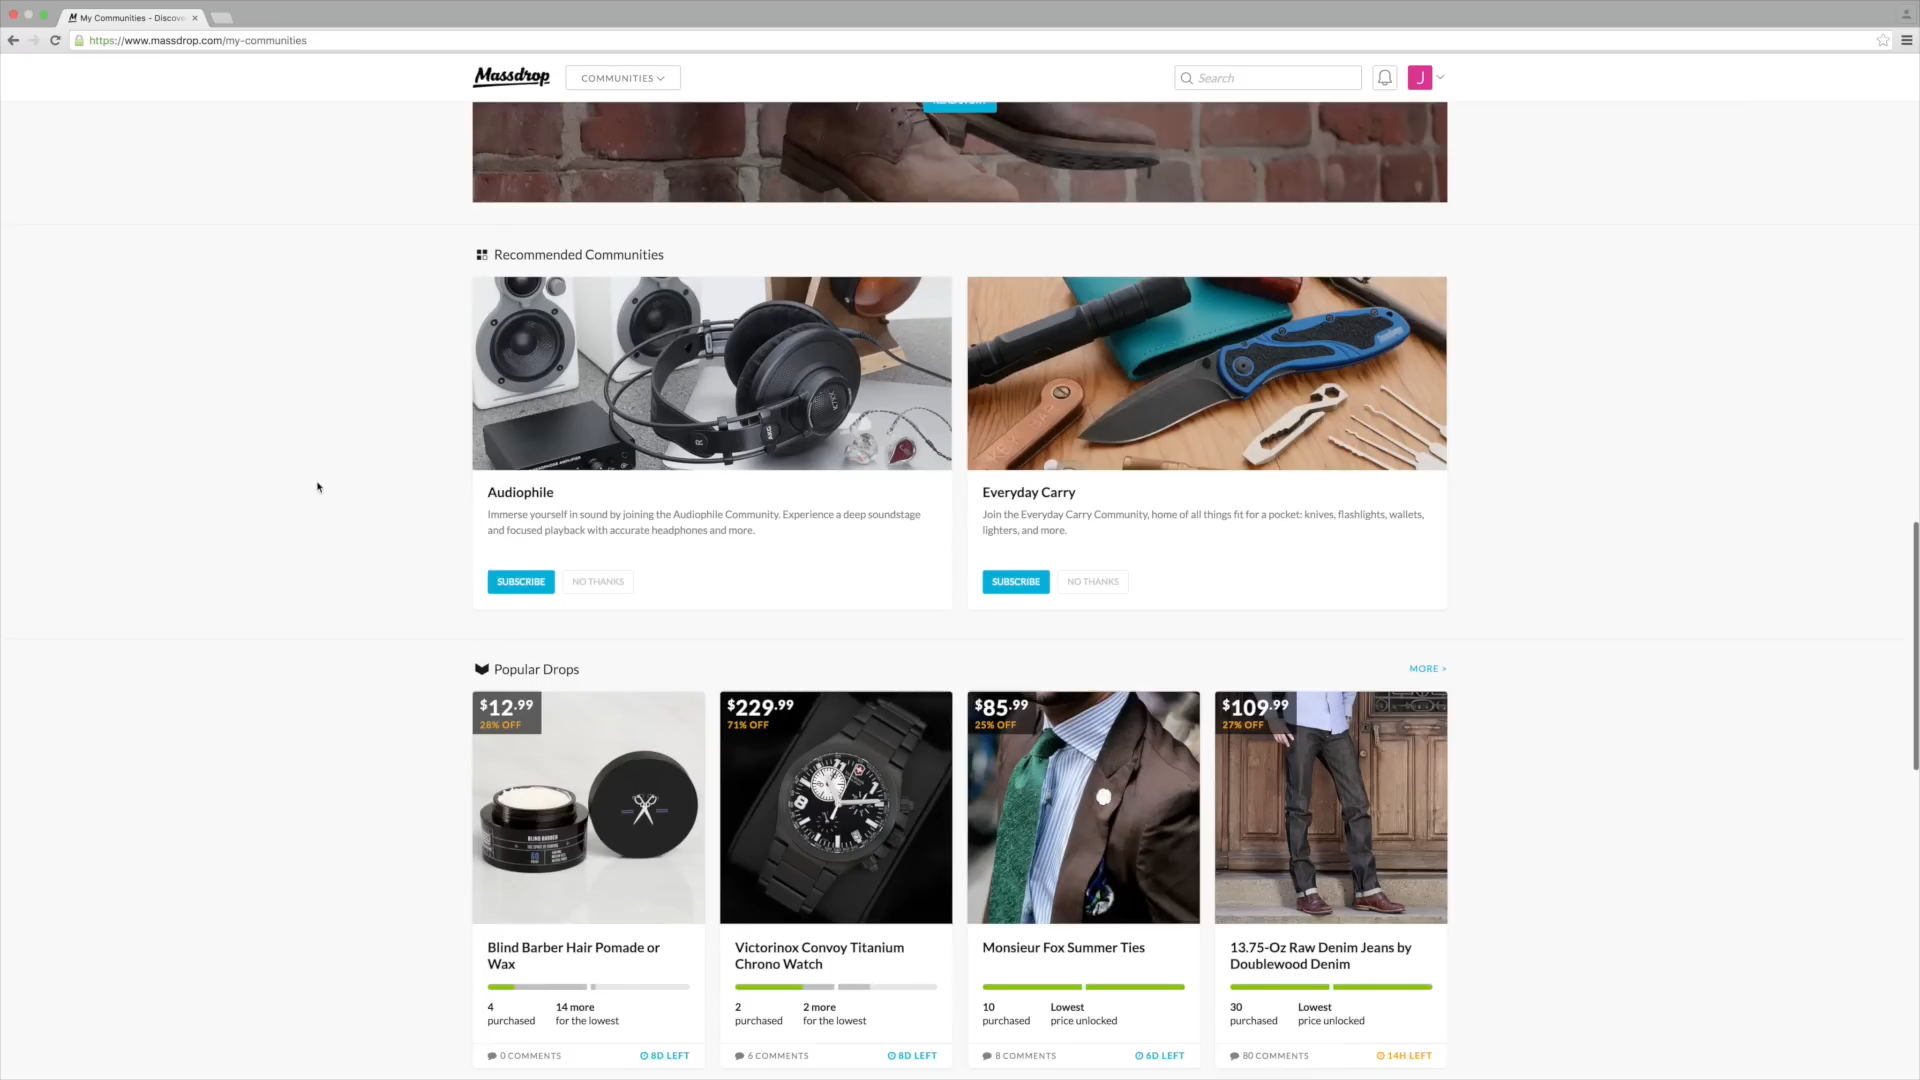 My Communities - Discove
https://www.massdrop.com/my-communities
Massdrop
COMMUNITIES
Search
J
Recommended Communities
Audiophile
Immerse yourself in sound by joining the Audiophile Community. Experience a deep soundstage
and focused playback with accurate headphones and more.
SUBSCRIBE
NO THANKS
Everyday Carry
Join the Everyday Carry Community, home of all things fit for a pocket: knives, flashlights, wallets,
lighters, and more.
SUBSCRIBE
NO THANKS
Popular Drops
MORE >
$12.99
28% OFF
BLIND BARBER
Blind Barber Hair Pomade or
Wax
4
purchased
14 more
for the lowest
0 COMMENTS
8D LEFT
$229.99
71% OFF
Victorinox Convoy Titanium
Chrono Watch
2
purchased
2 more
for the lowest
6 COMMENTS
8D LEFT
$85.99
25% OFF
Monsieur Fox Summer Ties
10
purchased
Lowest
price unlocked
8 COMMENTS
6D LEFT
$109.99
27% OFF
13.75-Oz Raw Denim Jeans by
Doublewood Denim
30
purchased
Lowest
price unlocked
80 COMMENTS
14H LEFT